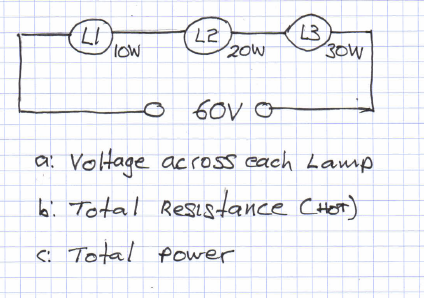 L1 L2 L3
10W 20W 30W
60V
a: Voltage across each Lamp
b: Total Resistance (HOT)
c: Total power